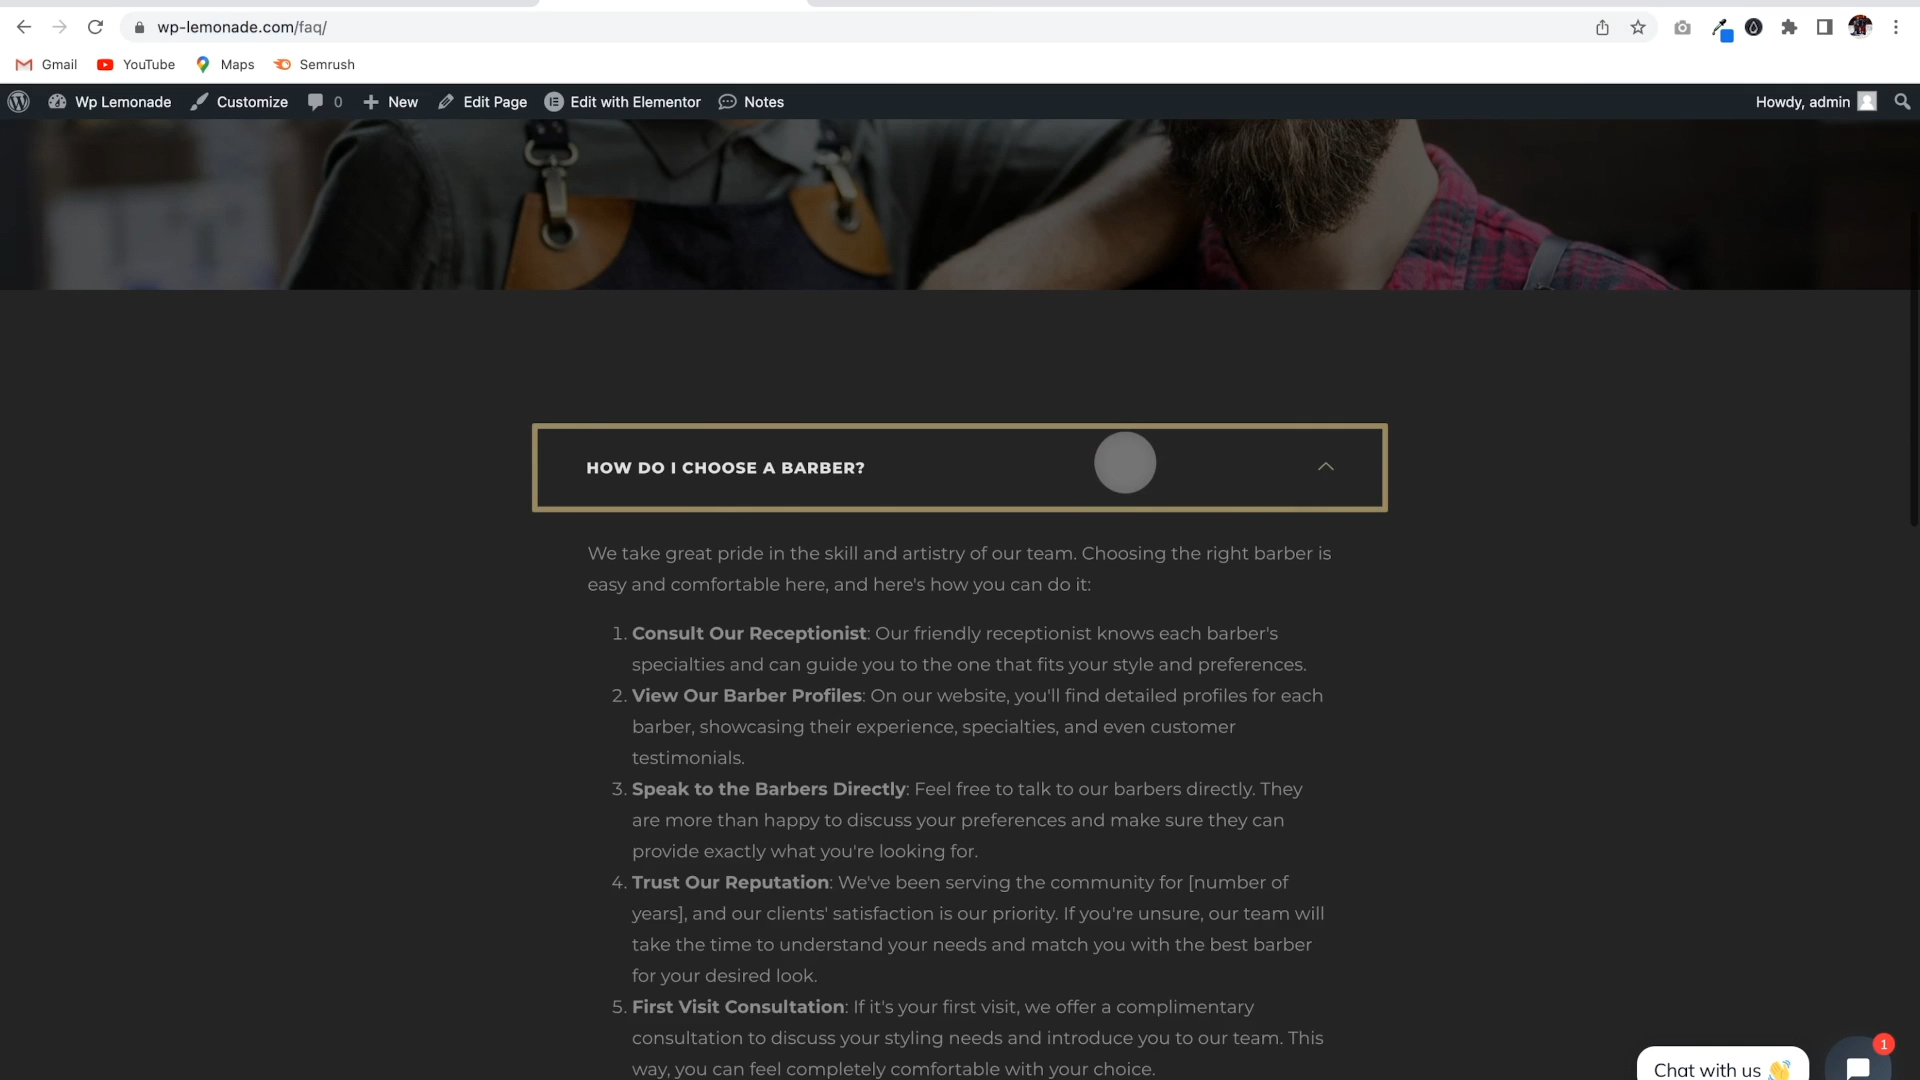 wp-lemonade.com/faq/
Gmail YouTube Maps Semrush
Wp Lemonade Customize 0 New Edit Page Edit with Elementor Notes Howdy, admin
HOW DO I CHOOSE A BARBER?
We take great pride in the skill and artistry of our team. Choosing the right barber is
easy and comfortable here, and here's how you can do it:
1. Consult Our Receptionist: Our friendly receptionist knows each barber's
specialties and can guide you to the one that fits your style and preferences.
2. View Our Barber Profiles: On our website, you'll find detailed profiles for each
barber, showcasing their experience, specialties, and even customer
testimonials.
3. Speak to the Barbers Directly: Feel free to talk to our barbers directly. They
are more than happy to discuss your preferences and make sure they can
provide exactly what you're looking for.
4. Trust Our Reputation: We've been serving the community for [number of
years], and our clients' satisfaction is our priority. If you're unsure, our team will
take the time to understand your needs and match you with the best barber
for your desired look.
5. First Visit Consultation: If it's your first visit, we offer a complimentary
consultation to discuss your styling needs and introduce you to our team. This
way, you can feel completely comfortable with your choice.
Chat with us 👋
1